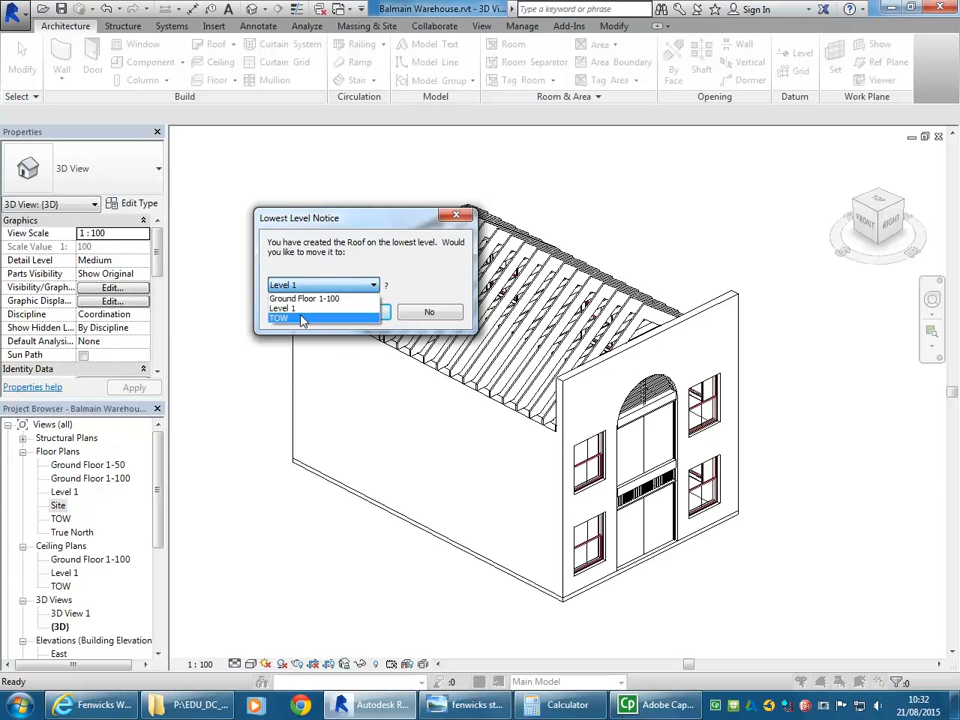 Balmain Warehouse.rvt - 3D Vi...
Type a keyword or phrase
Sign In
Architecture
Structure
Systems
Insert
Annotate
Analyze
Massing & Site
Collaborate
View
Manage
Add-Ins
Modify
Modify
Wall
Door
Window
Component
Column
Roof
Ceiling
Floor
Curtain System
Curtain Grid
Mullion
Railing
Ramp
Stair
Model Text
Model Line
Model Group
Room
Room Separator
Tag Room
Area
Area Boundary
Tag Area
By Face
Shaft
Wall
Vertical
Dormer
Level
Grid
Set
Show
Ref Plane
Viewer
Select
Build
Circulation
Model
Room & Area
Opening
Datum
Work Plane
Properties
3D View
3D View: {3D}
Edit Type
Graphics
View Scale
1 : 100
Scale Value 1:
100
Detail Level
Medium
Parts Visibility
Show Original
Visibility/Graph...
Edit...
Graphic Displa...
Edit...
Discipline
Coordination
Show Hidden L...
By Discipline
Default Analysi...
None
Sun Path
Identity Data
Properties help
Apply
Project Browser - Balmain Warehou...
Views (all)
Structural Plans
Floor Plans
Ground Floor 1-50
Ground Floor 1-100
Level 1
Site
TOW
True North
Ceiling Plans
Ground Floor 1-100
Level 1
TOW
3D Views
3D View 1
{3D}
Elevations (Building Elevation
East
Lowest Level Notice
You have created the Roof on the lowest level. Would
you like to move it to:
Level 1
?
Ground Floor 1-100
Level 1
TOW
No
FRONT
RIGHT
1 : 100
Ready
:0
Main Model
:0
Fenwicks W...
P:\EDU_DC_...
Autodesk R...
fenwicks st...
Calculator
Adobe Cap...
10:32
21/08/2015